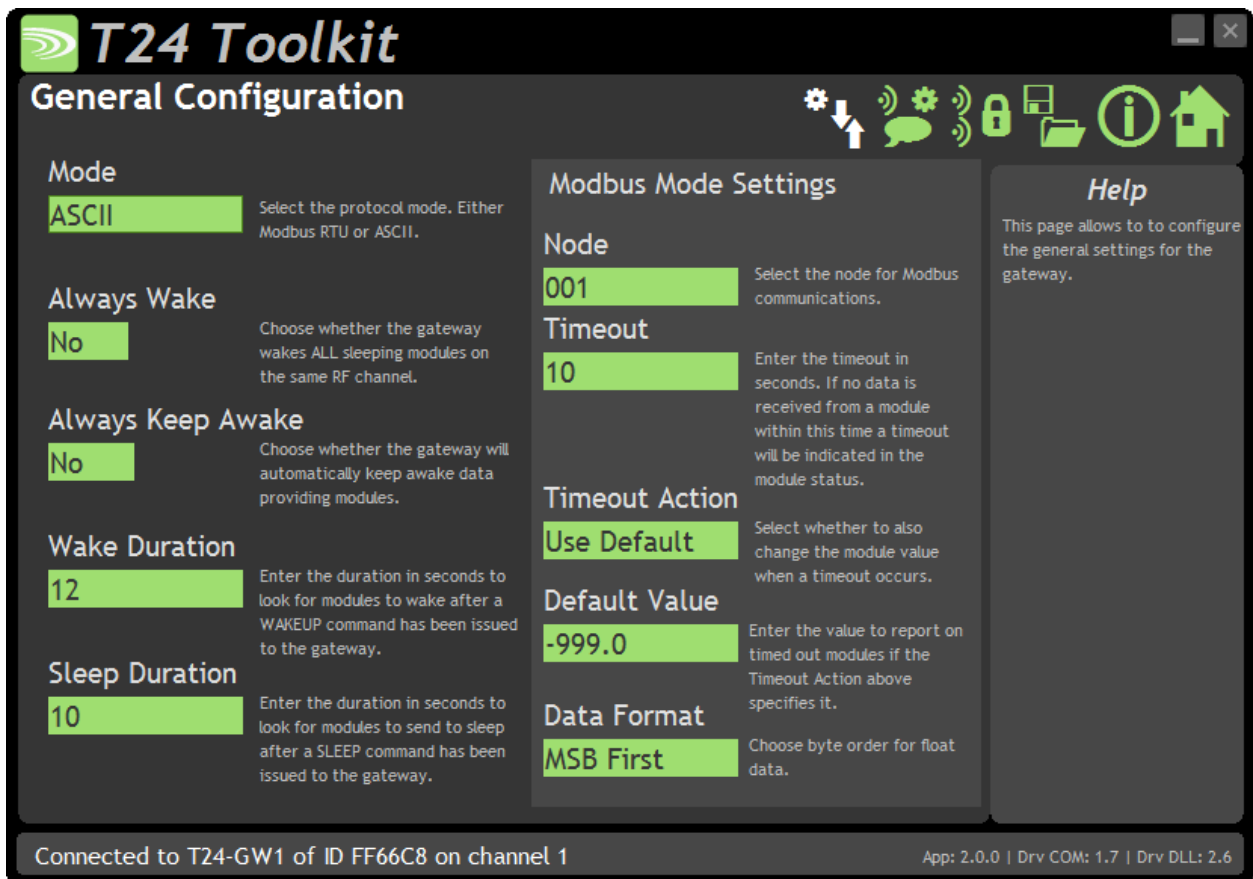 T24 Toolkit
General Configuration
Mode
ASCII
Select the protocol mode. Either
Modbus RTU or ASCII.
Always Wake
No
Choose whether the gateway
wakes ALL sleeping modules on
the same RF channel.
Always Keep Awake
No
Choose whether the gateway will
automatically keep awake data
providing modules.
Wake Duration
12
Enter the duration in seconds to
look for modules to wake after a
WAKEUP command has been issued
to the gateway.
Sleep Duration
10
Enter the duration in seconds to
look for modules to send to sleep
after a SLEEP command has been
issued to the gateway.
Modbus Mode Settings
Node
001
Select the node for Modbus
communications.
Timeout
10
Enter the timeout in
seconds. If no data is
received from a module
within this time a timeout
will be indicated in the
module status.
Timeout Action
Use Default
Select whether to also
change the module value
when a timeout occurs.
Default Value
-999.0
Enter the value to report on
timed out modules if the
Timeout Action above
specifies it.
Data Format
MSB First
Choose byte order for float
data.
Help
This page allows to to configure
the general settings for the
gateway.
Connected to T24-GW1 of ID FF66C8 on channel 1
App: 2.0.0 | Drv COM: 1.7 | Drv DLL: 2.6